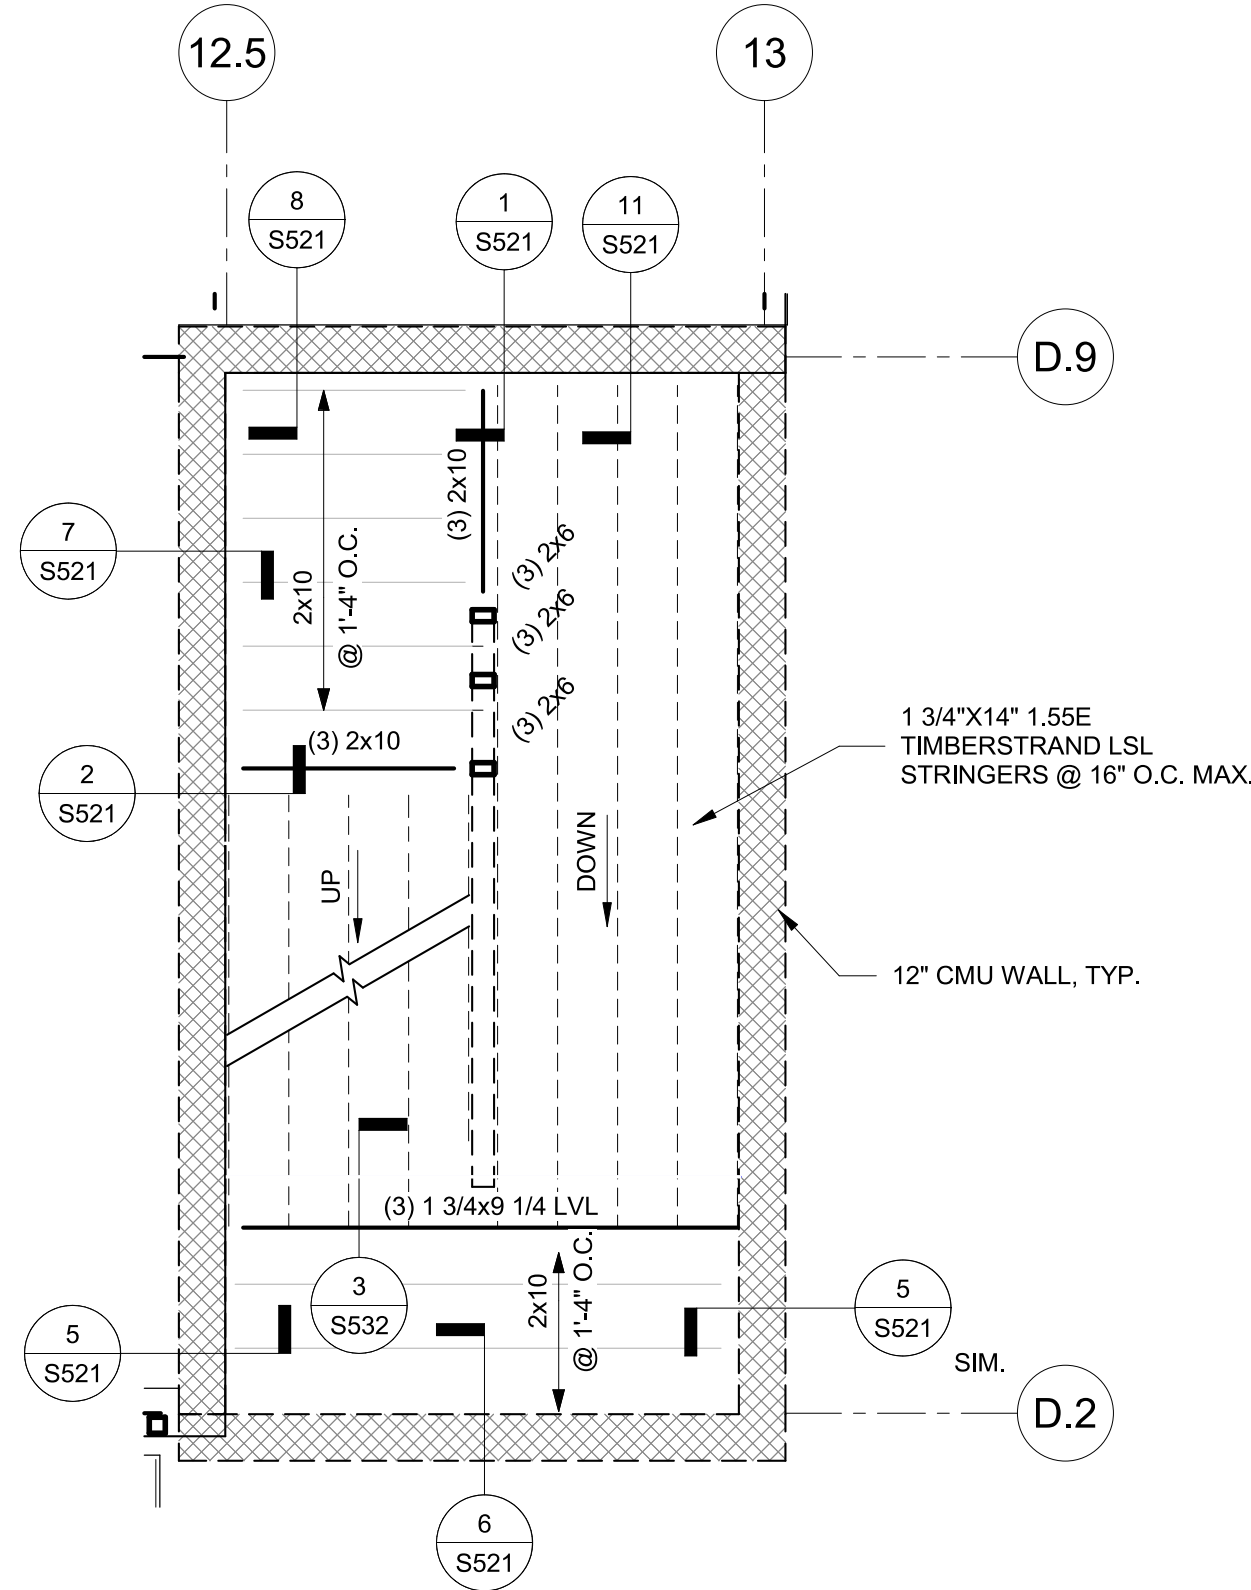 12.5
13
8
S521
1
S521
11
S521
D.9
(3) 2x10
7
S521
2x10
@ 1'-4" O.C.
(3) 2x6
(3) 2x6
(3) 2x6
(3) 2x10
2
S521
1 3/4"X14" 1.55E
TIMBERSTRAND LSL
STRINGERS @ 16" O.C. MAX.
UP
DOWN
12" CMU WALL, TYP.
(3) 1 3/4x9 1/4 LVL
3
S532
2x10
@ 1'-4" O.C.
5
S521
5
S521
SIM.
D.2
6
S521